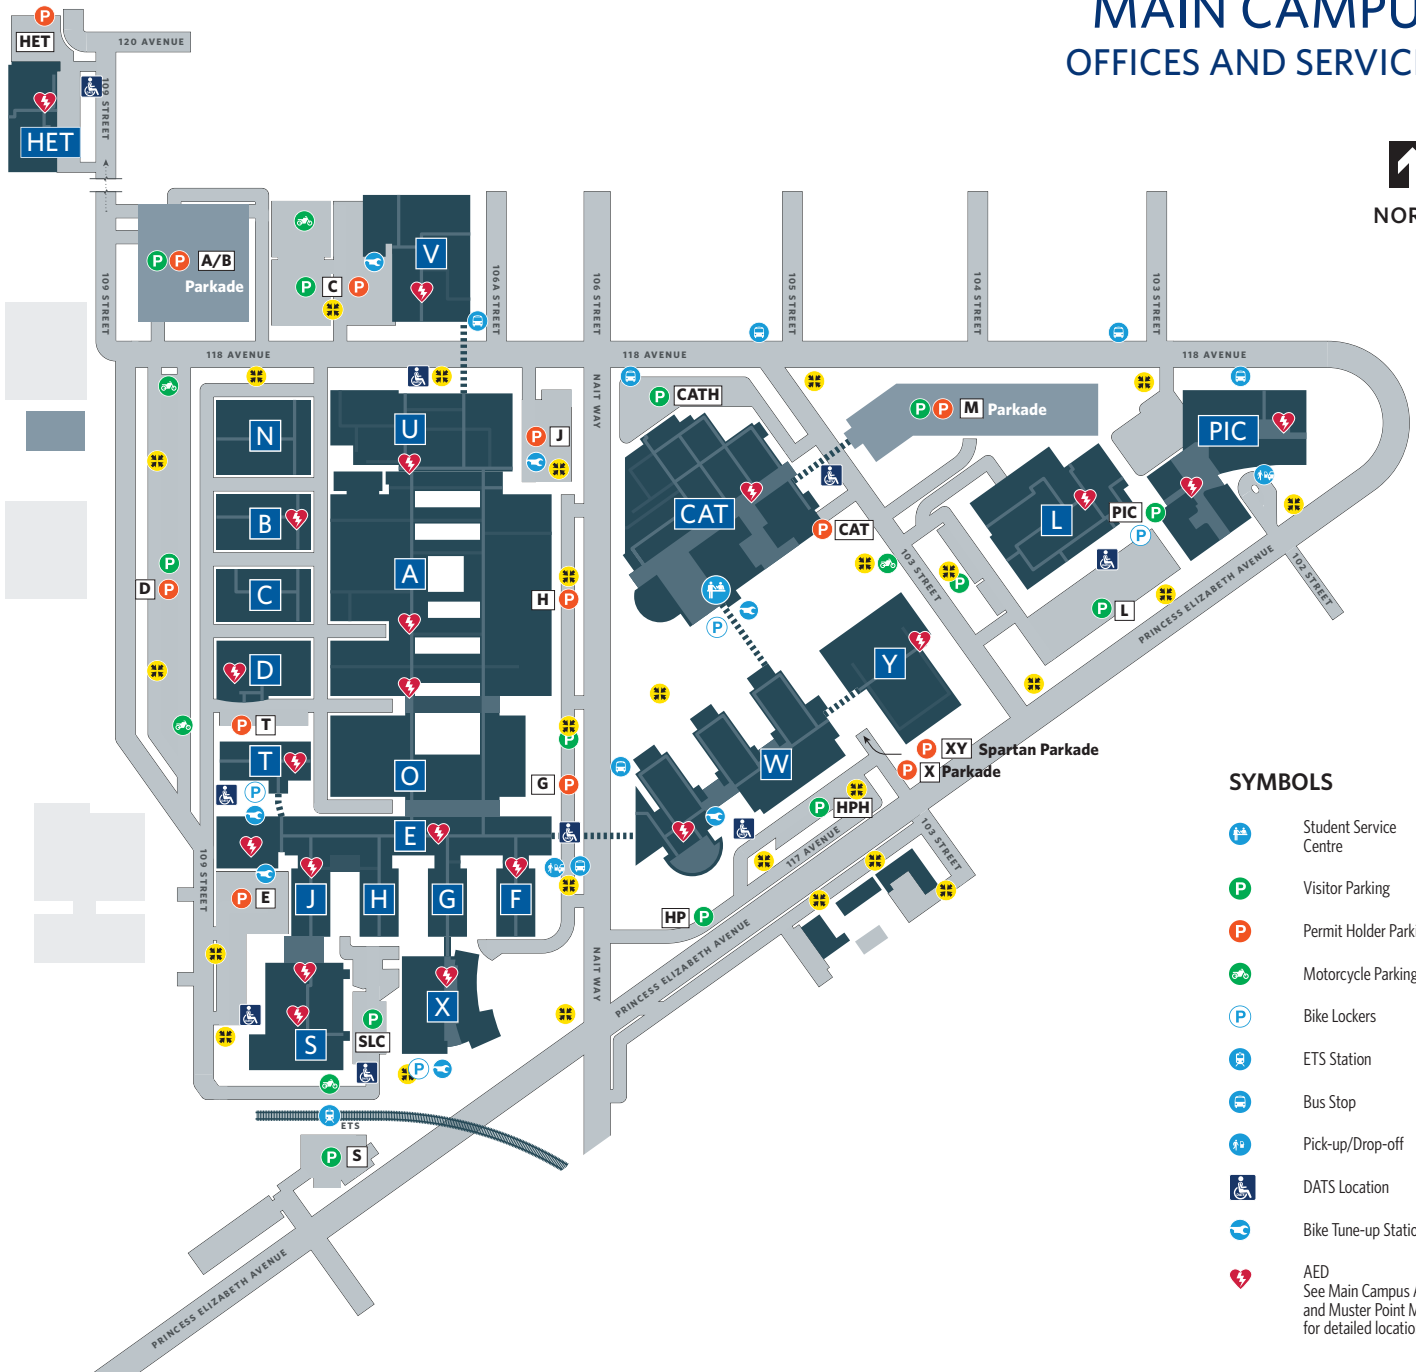 MAIN CAMPU
OFFICES AND SERVIC
NOR
HET
120 AVENUE
109 STREET
HET
A/B
Parkade
C
V
109 STREET
106A STREET
106 STREET
105 STREET
104 STREET
103 STREET
118 AVENUE
118 AVENUE
118 AVENUE
NAIT WAY
CATH
M Parkade
N
U
J
PIC
B
CAT
CAT
L
PIC
A
C
D
H
103 STREET
102 STREET
L
PRINCESS ELIZABETH AVENUE
D
Y
T
T
O
G
W
XY Spartan Parkade
X Parkade
HPH
E
117 AVENUE
103 STREET
109 STREET
E
J
H
G
F
HP
PRINCESS ELIZABETH AVENUE
NAIT WAY
X
S
SLC
ETS
S
PRINCESS ELIZABETH AVENUE
SYMBOLS
Student Service
Centre
P
Visitor Parking
P
Permit Holder Parki
Motorcycle Parking
P
Bike Lockers
ETS Station
Bus Stop
Pick-up/Drop-off
DATS Location
Bike Tune-up Statio
AED
See Main Campus A
and Muster Point M
for detailed locatio